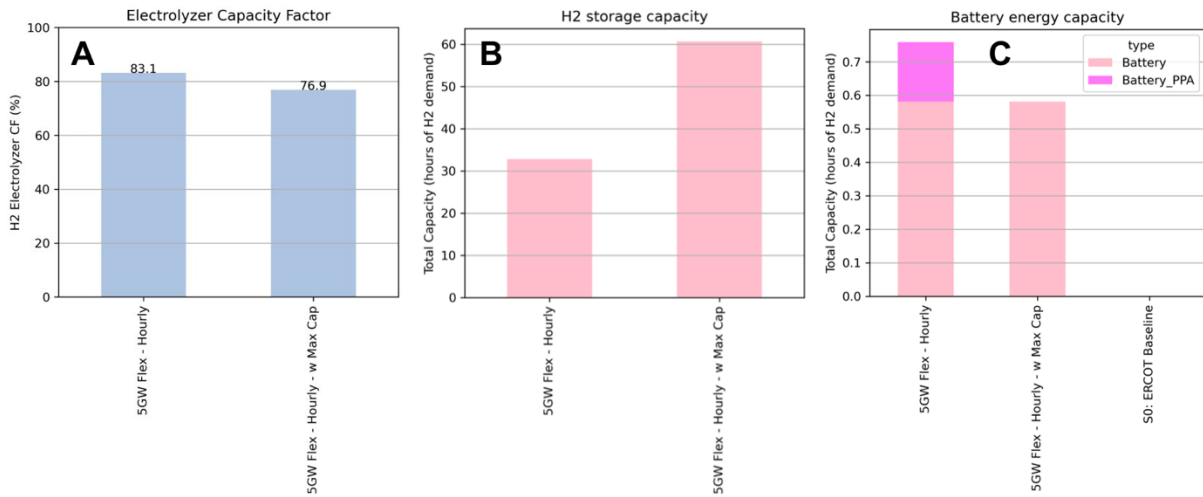 Electrolyzer Capacity Factor
A
H2 Electrolyzer CF (%)
100
80
60
40
20
0
83.1
76.9
5GW Flex - Hourly
5GW Flex - Hourly - w Max Cap
H2 storage capacity
B
Total Capacity (hours of H2 demand)
60
50
40
30
20
10
0
5GW Flex - Hourly
5GW Flex - Hourly - w Max Cap
Battery energy capacity
C
type
Battery
Battery_PPA
Total Capacity (hours of H2 demand)
0.7
0.6
0.5
0.4
0.3
0.2
0.1
0.0
5GW Flex - Hourly
5GW Flex - Hourly - w Max Cap
S0: ERCOT Baseline